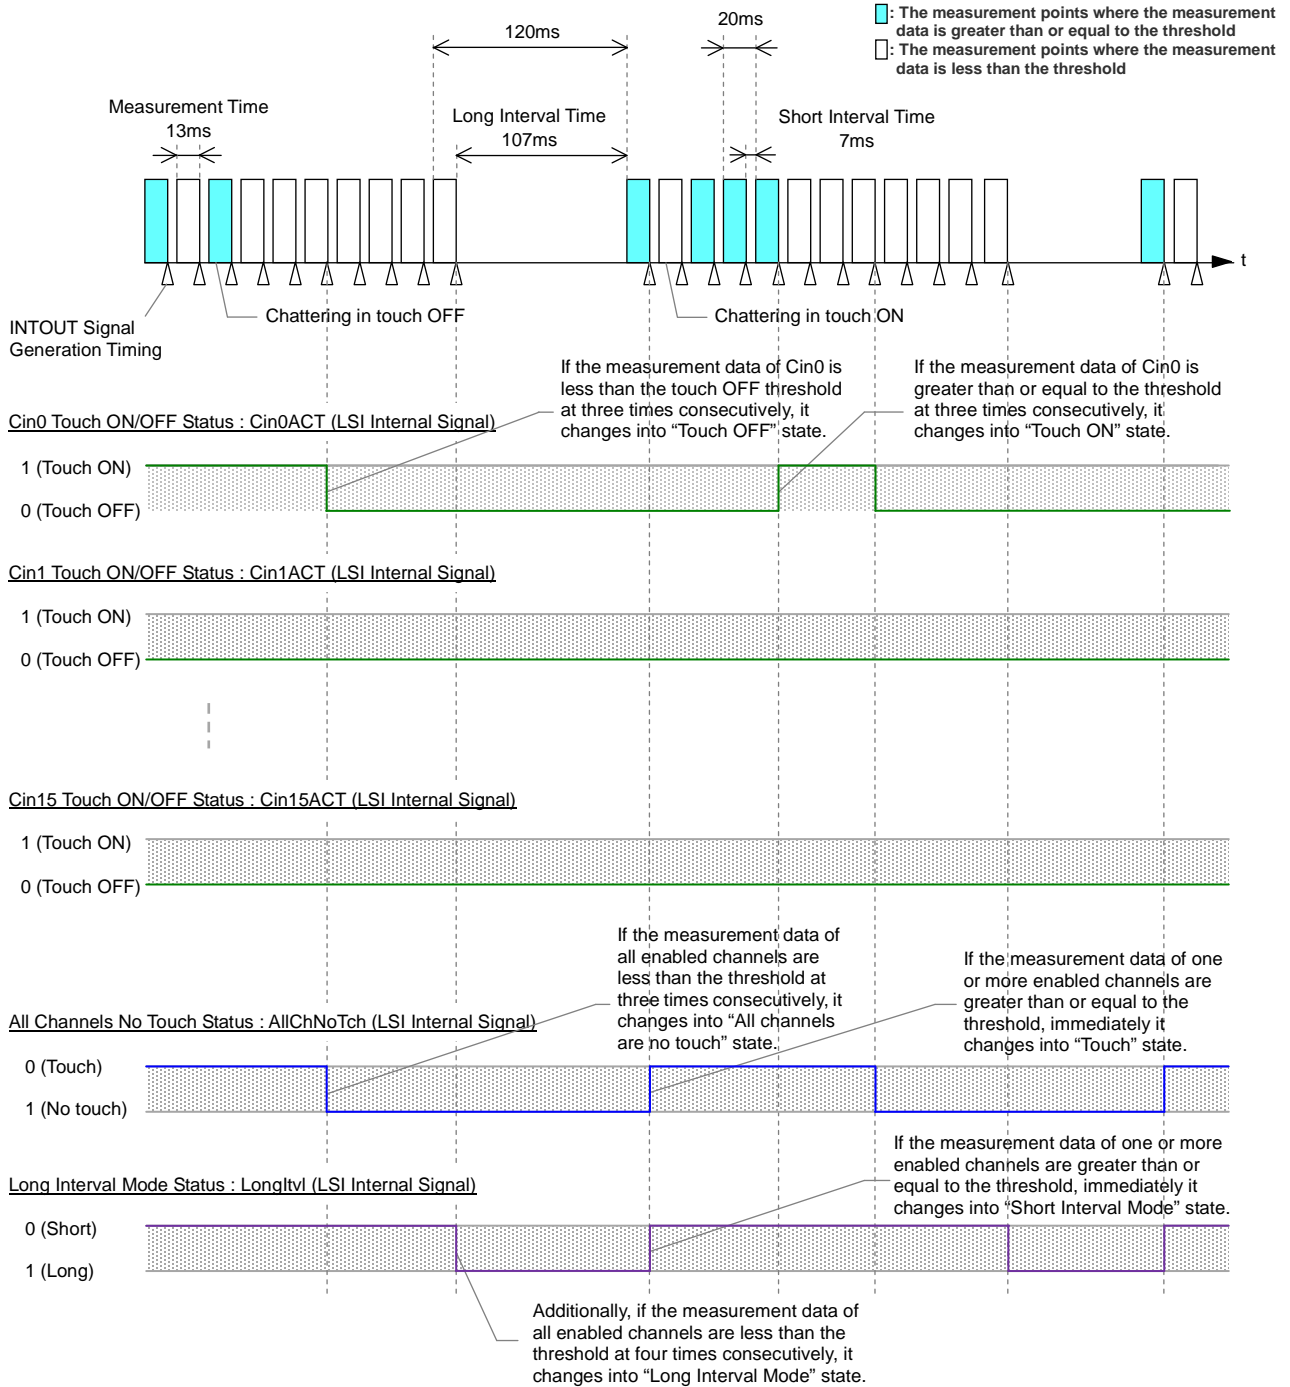 : The measurement points where the measurement
data is greater than or equal to the threshold
: The measurement points where the measurement
data is less than the threshold
20ms
120ms
Measurement Time
13ms
Long Interval Time
107ms
Short Interval Time
7ms
t
Chattering in touch OFF
Chattering in touch ON
INTOUT Signal
Generation Timing
If the measurement data of Cin0 is
less than the touch OFF threshold
at three times consecutively, it
changes into “Touch OFF” state.
If the measurement data of Cin0 is
greater than or equal to the threshold
at three times consecutively, it
changes into “Touch ON” state.
Cin0 Touch ON/OFF Status : Cin0ACT (LSI Internal Signal)
1 (Touch ON)
0 (Touch OFF)
Cin1 Touch ON/OFF Status : Cin1ACT (LSI Internal Signal)
1 (Touch ON)
0 (Touch OFF)
Cin15 Touch ON/OFF Status : Cin15ACT (LSI Internal Signal)
1 (Touch ON)
0 (Touch OFF)
If the measurement data of
all enabled channels are
less than the threshold at
three times consecutively, it
changes into “All channels
are no touch” state.
If the measurement data of one
or more enabled channels are
greater than or equal to the
threshold, immediately it
changes into “Touch” state.
All Channels No Touch Status : AllChNoTch (LSI Internal Signal)
0 (Touch)
1 (No touch)
If the measurement data of one or more
enabled channels are greater than or
equal to the threshold, immediately it
changes into “Short Interval Mode” state.
Long Interval Mode Status : LongItvl (LSI Internal Signal)
0 (Short)
1 (Long)
Additionally, if the measurement data of
all enabled channels are less than the
threshold at four times consecutively, it
changes into “Long Interval Mode” state.